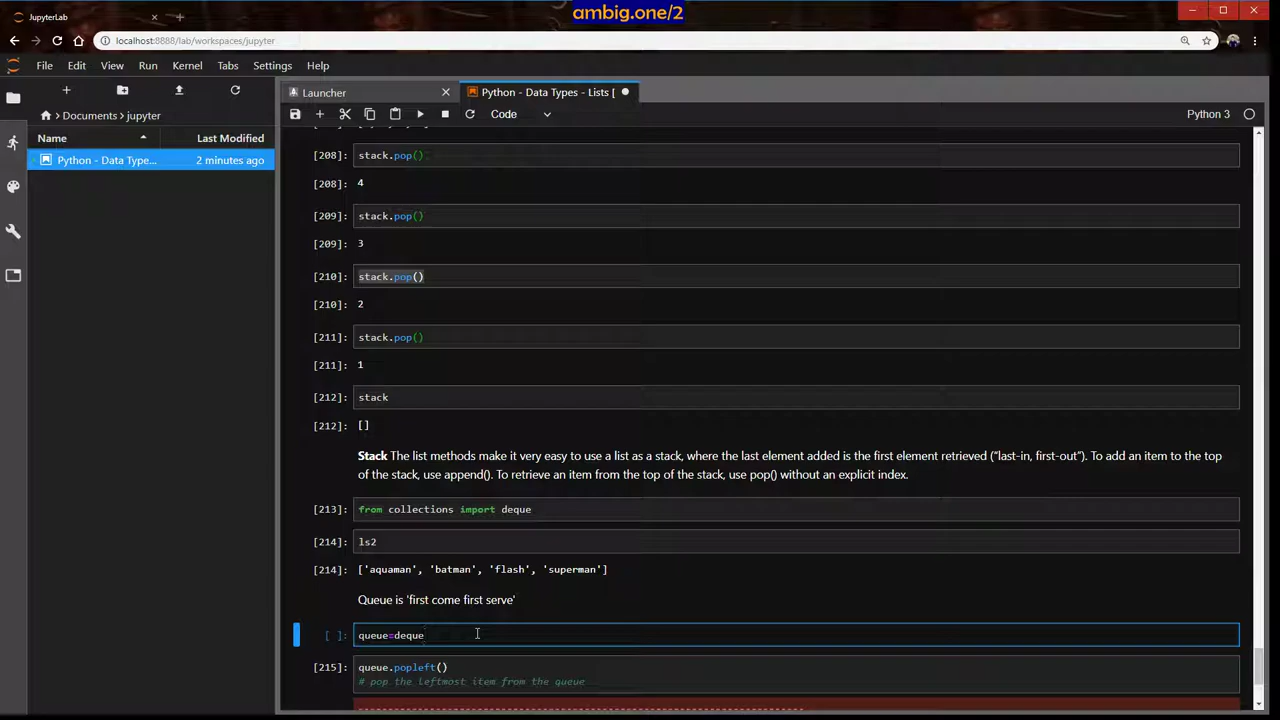 ambig.one/2
JupyterLab
localhost:8888/lab/workspaces/jupyter
File Edit View Run Kernel Tabs Settings Help
Launcher
Python - Data Types - Lists [
Documents jupyter
Code
Python 3
Name Last Modified
Python - Data Type... 2 minutes ago
[208]: stack.pop()
[208]: 4
[209]: stack.pop()
[209]: 3
[210]: stack.pop()
[210]: 2
[211]: stack.pop()
[211]: 1
[212]: stack
[212]: []
Stack The list methods make it very easy to use a list as a stack, where the last element added is the first element retrieved (“last-in, first-out”). To add an item to the top
of the stack, use append(). To retrieve an item from the top of the stack, use pop() without an explicit index.
[213]: from collections import deque
[214]: ls2
[214]: ['aquaman', 'batman', 'flash', 'superman']
Queue is 'first come first serve'
[ ]: queue=deque
[215]: queue.popleft()
# pop the leftmost item from the queue